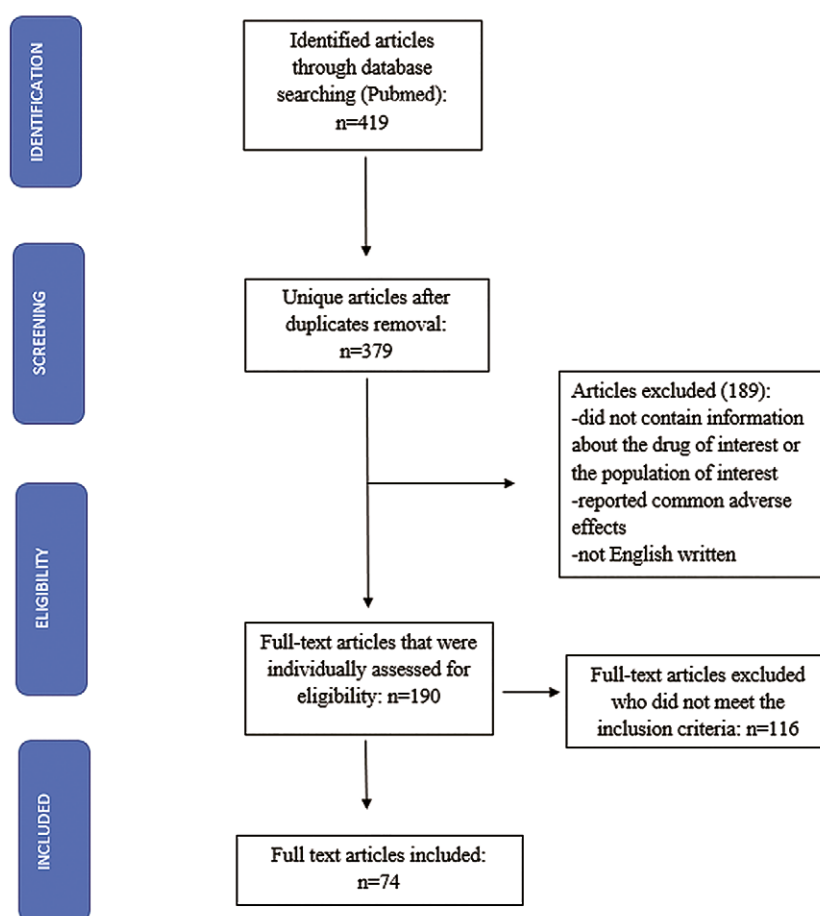 IDENTIFICATION
Identified articles
through database
searching (Pubmed):
n=419
SCREENING
Unique articles after
duplicates removal:
n=379
Articles excluded (189):
-did not contain information
about the drug of interest or
the population of interest
-reported common adverse
effects
-not English written
ELIGIBILITY
Full-text articles that were
individually assessed for
eligibility: n=190
Full-text articles excluded
who did not meet the
inclusion criteria: n=116
INCLUDED
Full text articles included:
n=74